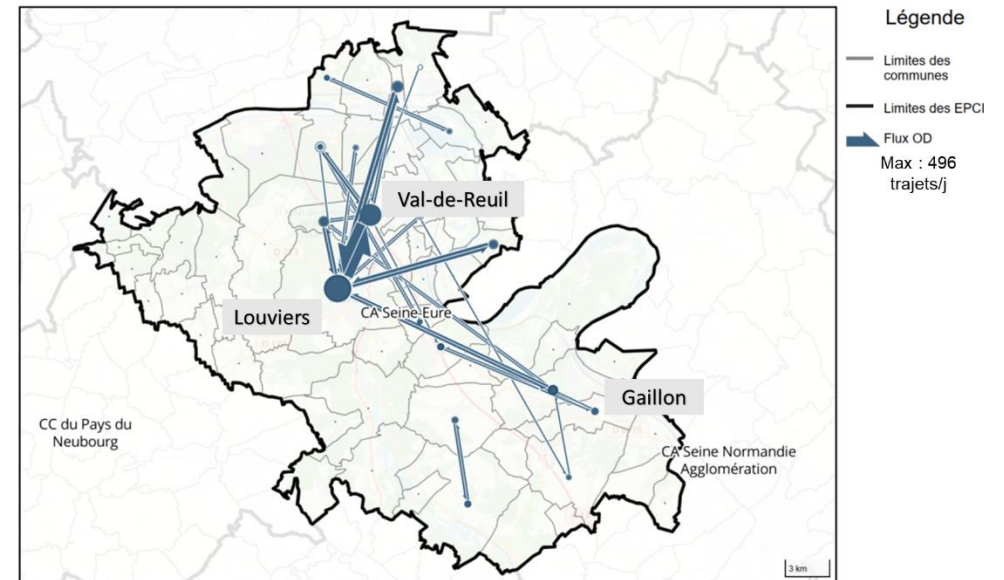 Légende
Limites des
communes
Limites des EPCI
Flux OD
Max : 496
trajets/j
Val-de-Reuil
Louviers
CA Seine-Eure
Gaillon
CC du Pays du
Neubourg
CA Seine Normandie
Agglomération
3 km